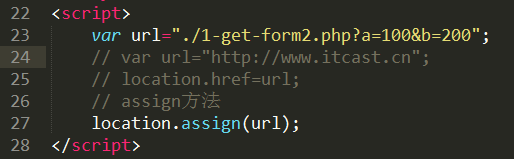 22 <script>
23 var url="./1-get-form2.php?a=100&b=200";
24 // var url="http://www.itcast.cn";
25 // location.href=url;
26 // assign方法
27 location.assign(url);
28 </script>